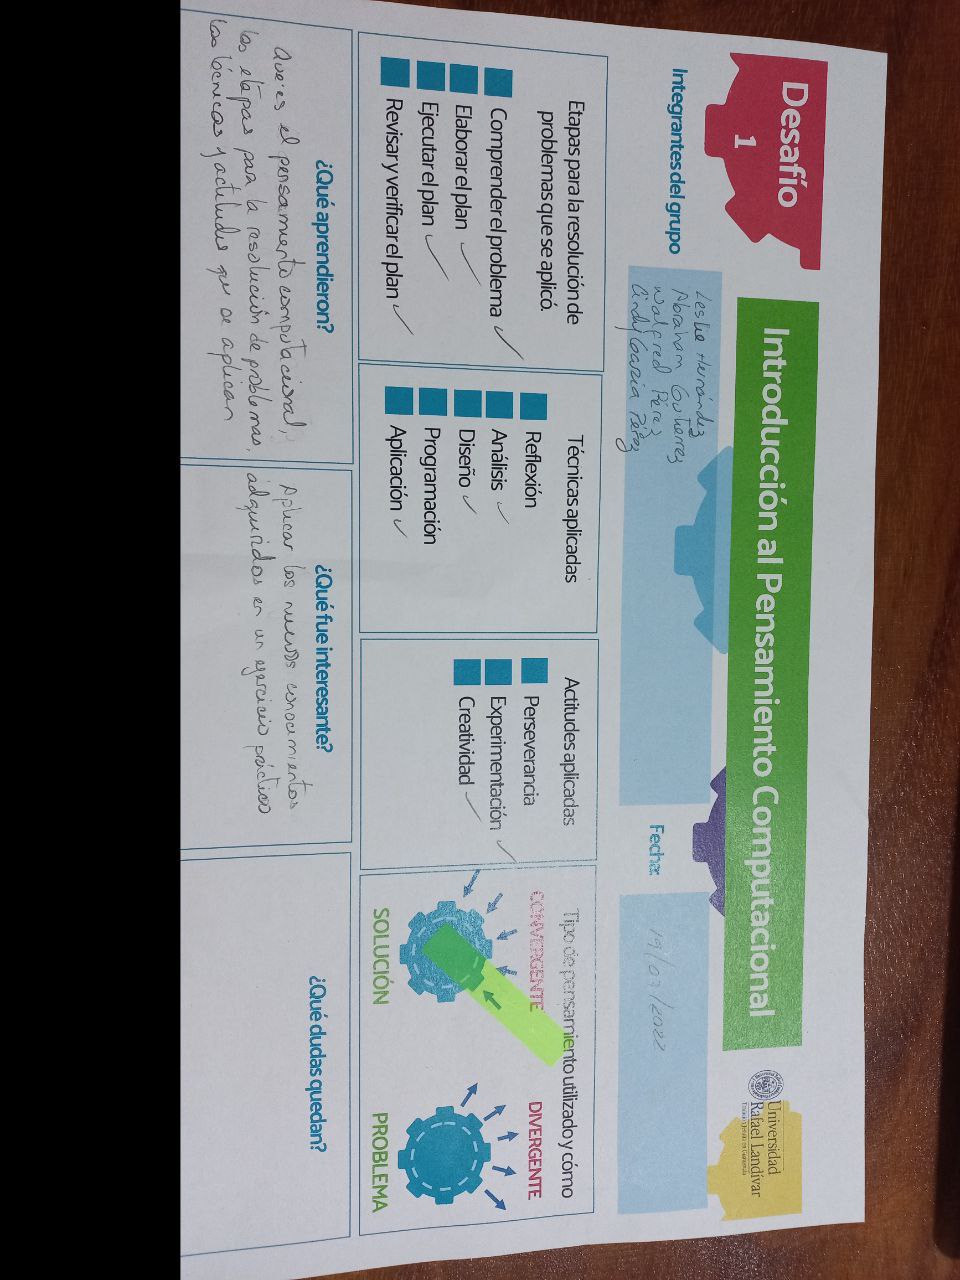 Desafío
1
Introducción al Pensamiento Computacional
Universidad
Rafael Landívar
Tradición Jesuita en Guatemala
Integrantes del grupo
Leslie Hernández
Abraham Gutierrez
Walfred Pérez
Cindy García Pérez
Fecha:
19/07/2022
Etapas para la resolución de
problemas que se aplicó.
Comprender el problema ✓
Elaborar el plan ✓
Ejecutar el plan ✓
Revisar y verificar el plan ✓
Técnicas aplicadas
Reflexión
Análisis ✓
Diseño ✓
Programación
Aplicación ✓
Actitudes aplicadas
Perseverancia
Experimentación ✓
Creatividad ✓
Tipo de pensamiento utilizado y cómo
CONVERGENTE
SOLUCIÓN
DIVERGENTE
PROBLEMA
¿Qué aprendieron?
Que es el pensamiento computacional,
las etapas para la resolución de problemas,
las técnicas y actitudes que se aplican
¿Qué fue interesante?
Aplicar los nuevos conocimientos
adquiridos en un ejercicio práctico
¿Qué dudas quedan?